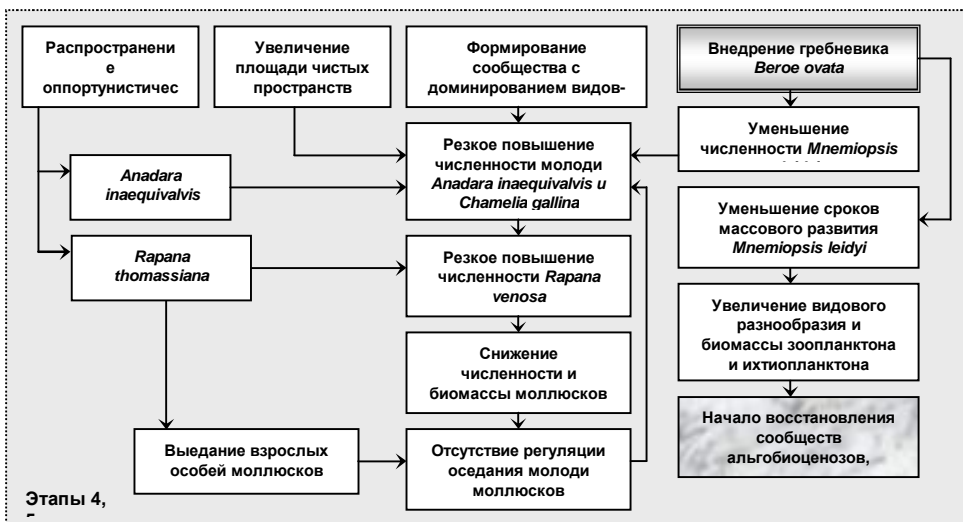 Распространени
е
оппортунистичес
Увеличение
площади чистых
пространств
Формирование
сообщества с
доминированием видов-
Внедрение гребневика
Beroe ovata
Уменьшение
численности Mnemiopsis
Anadara
inaequivalvis
Резкое повышение
численности молоди
Anadara inaequivalvis и
Chamelia gallina
Уменьшение сроков
массового развития
Mnemiopsis leidyi
Rapana
thomassiana
Резкое повышение
численности Rapana
venosa
Увеличение видового
разнообразия и
биомассы зоопланктона
и ихтиопланктона
Снижение
численности и
биомассы моллюсков
Начало восстановления
сообществ
альгобиоценозов,
Выедание взрослых
особей моллюсков
Отсутствие регуляции
оседания молоди
моллюсков
Этапы 4,